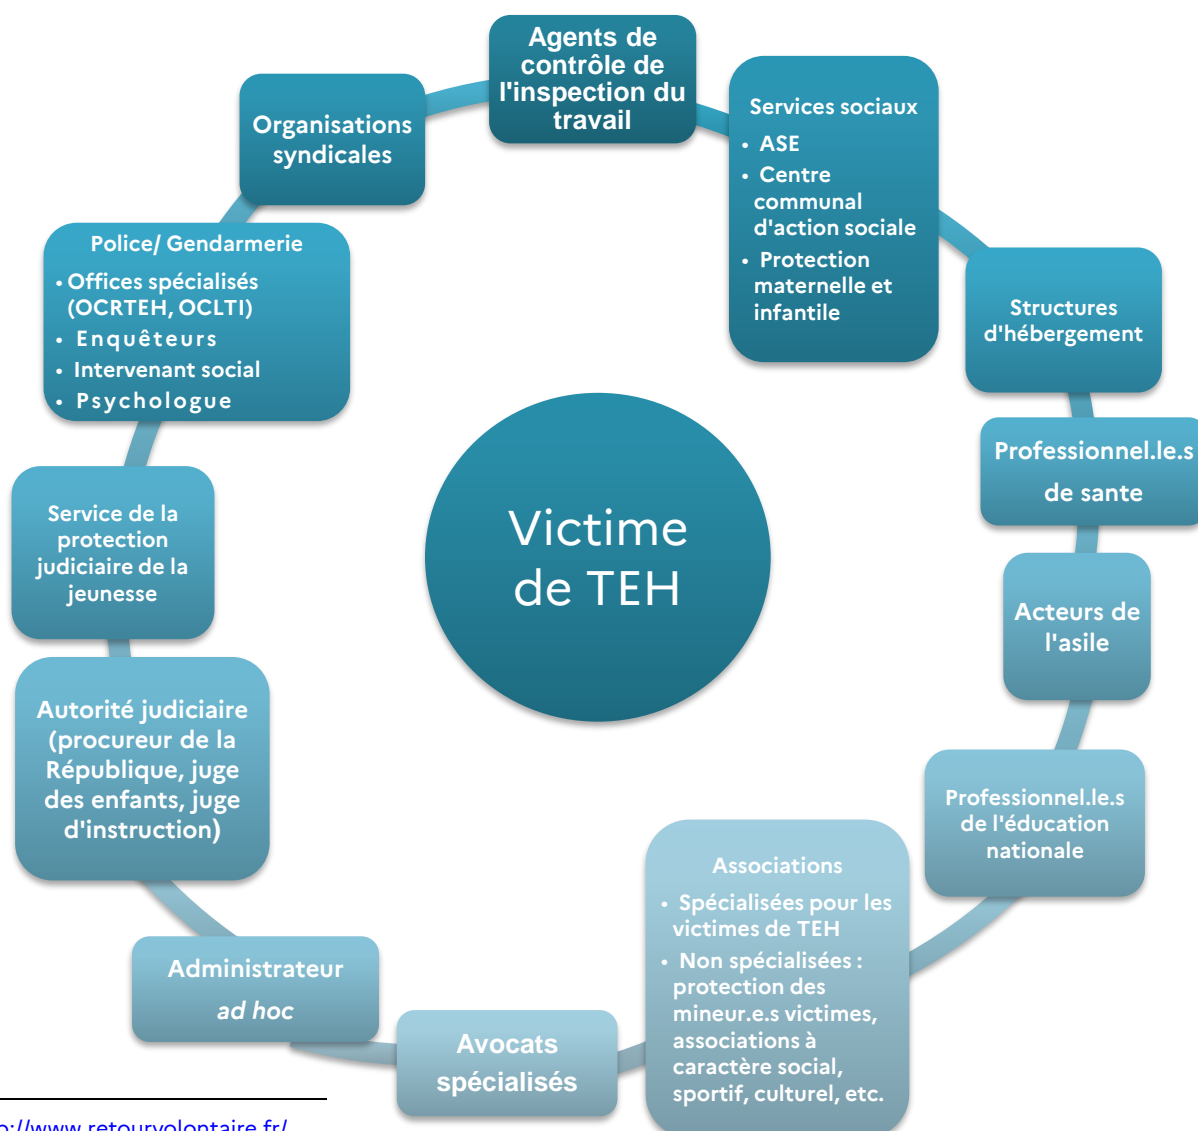 Agents de
contrôle de
l'inspection du
travail
Services sociaux
• ASE
• Centre
communal
d'action sociale
• Protection
maternelle et
infantile
Structures
d'hébergement
Professionnel.le.s
de sante
Acteurs de
l'asile
Professionnel.le.s
de l'éducation
nationale
Associations
• Spécialisées pour les
victimes de TEH
• Non spécialisées :
protection des
mineur.e.s victimes,
associations à
caractère social,
sportif, culturel, etc.
Avocats
spécialisés
Administrateur
ad hoc
Autorité judiciaire
(procureur de la
République, juge
des enfants, juge
d'instruction)
Service de la
protection
judiciaire de la
jeunesse
Police/ Gendarmerie
• Offices spécialisés
(OCRTEH, OCLTI)
• Enquêteurs
• Intervenant social
• Psychologue
Organisations
syndicales
Victime
de TEH
://www.retourvolontaire.fr/